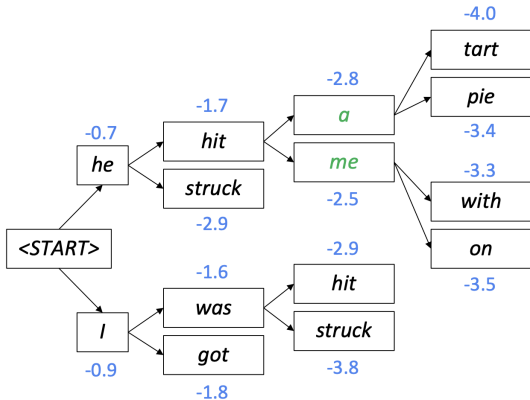 -4.0
tart
-2.8
-1.7
a
pie
-0.7
hit
-3.4
he
me
-3.3
struck
-2.5
with
-2.9
<START>
-2.9
on
-1.6
hit
-3.5
was
I
struck
got
-0.9
-3.8
-1.8